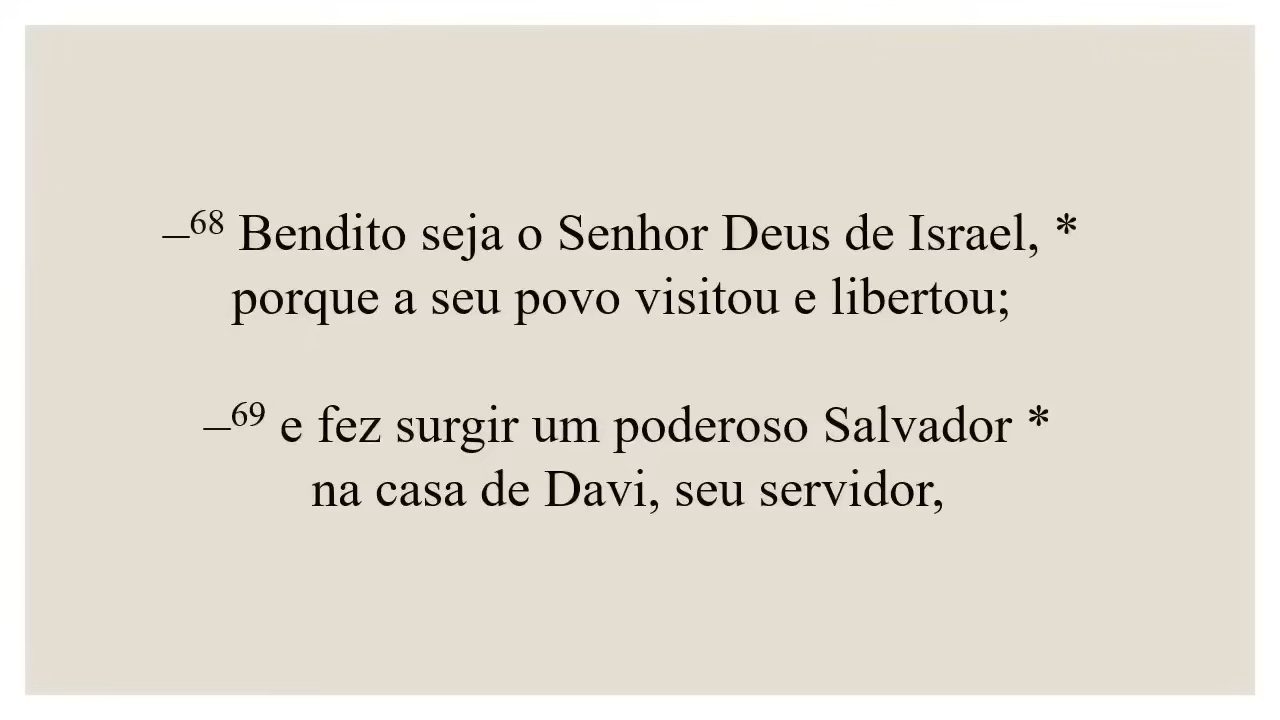 –⁶⁸ Bendito seja o Senhor Deus de Israel, *
porque a seu povo visitou e libertou;
–⁶⁹ e fez surgir um poderoso Salvador *
na casa de Davi, seu servidor,